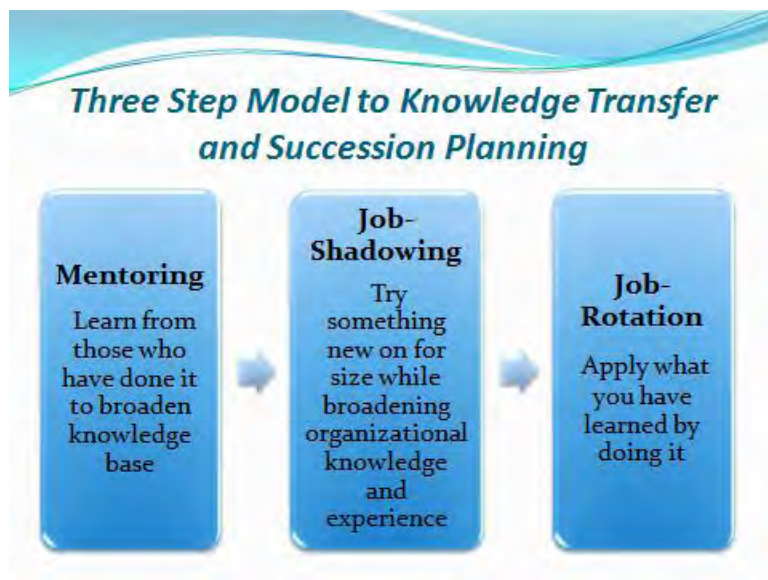 Three Step Model to Knowledge Transfer
and Succession Planning
Mentoring
Learn from
those who
have done it
to broaden
knowledge
base
Job-
Shadowing
Try
something
new on for
size while
broadening
organizational
knowledge
and
experience
Job-
Rotation
Apply what
you have
learned by
doing it